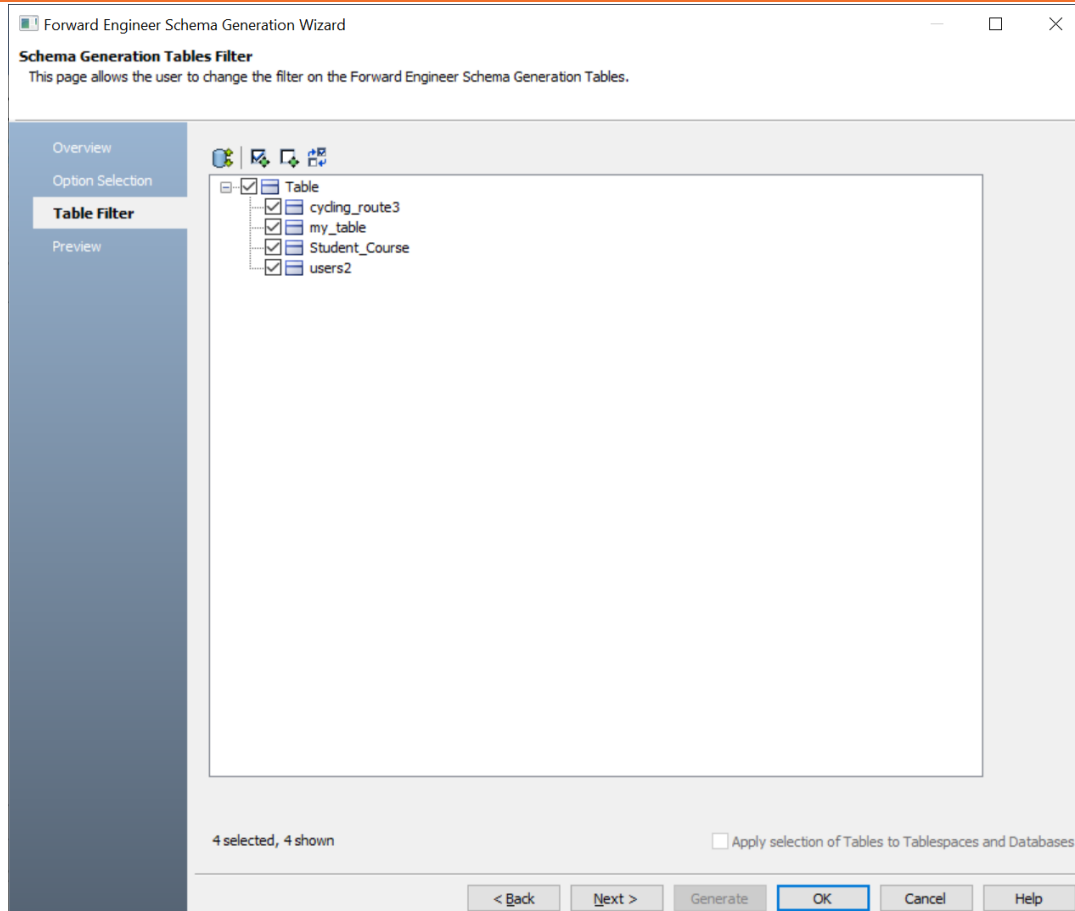 Forward Engineer Schema Generation Wizard
Schema Generation Tables Filter
This page allows the user to change the filter on the Forward Engineer Schema Generation Tables.
Overview
Option Selection
Table Filter
Preview
Table
cycling_route3
my_table
Student_Course
users2
4 selected, 4 shown
Apply selection of Tables to Tablespaces and Databases
< Back
Next >
Generate
OK
Cancel
Help